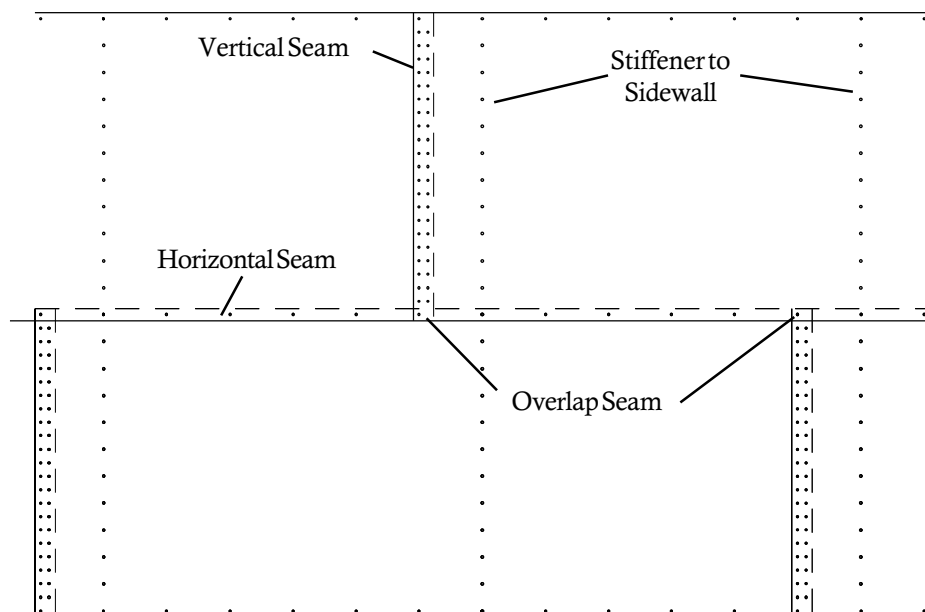 Vertical Seam
Stiffener to
Sidewall
Horizontal Seam
Overlap Seam